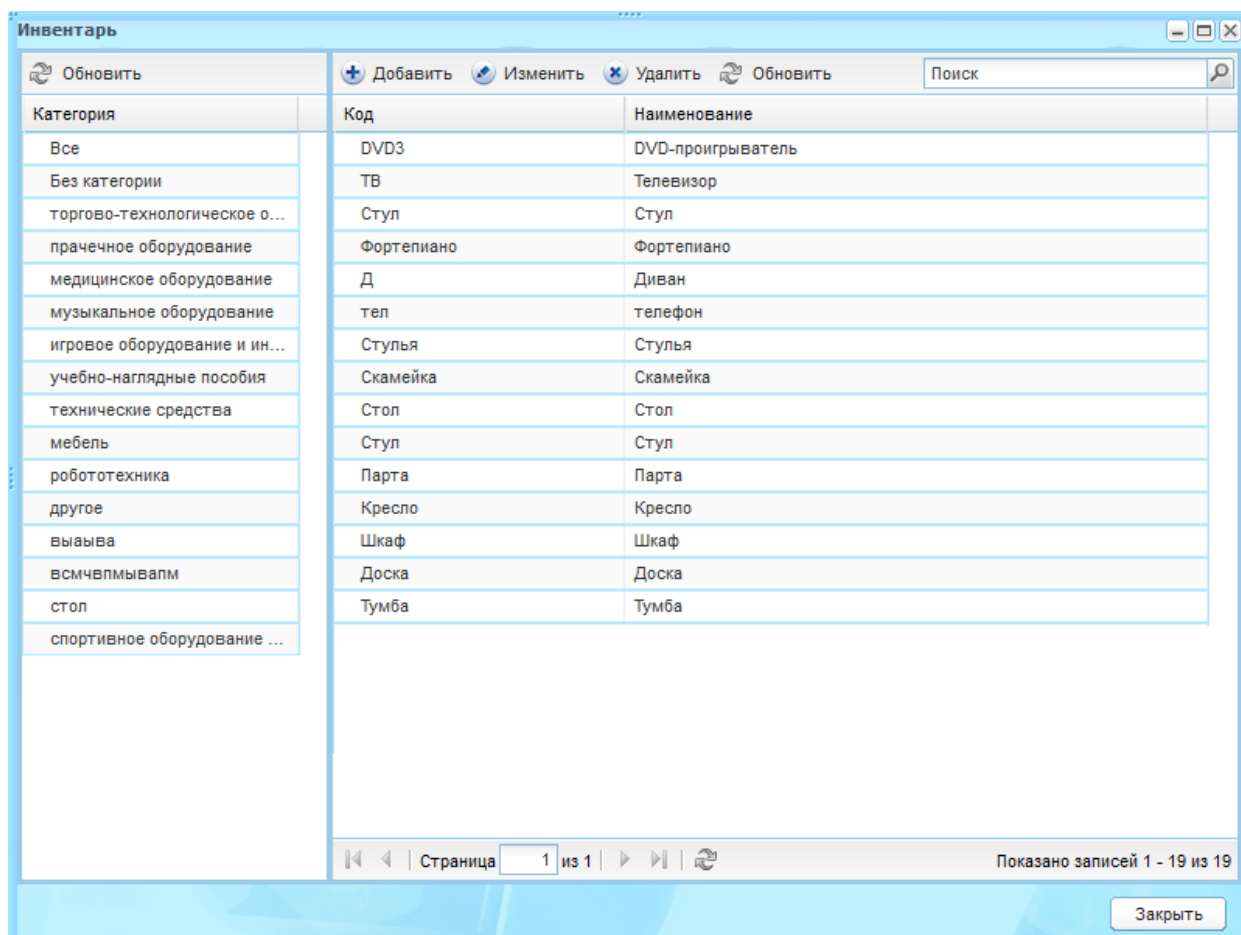 Инвентарь
Обновить
Добавить Изменить Удалить Обновить Поиск
Категория
Все
Без категории
торгово-технологическое о...
прачечное оборудование
медицинское оборудование
музыкальное оборудование
игровое оборудование и ин...
учебно-наглядные пособия
технические средства
мебель
робототехника
другое
выаыва
всмчвпмывапм
стол
спортивное оборудование ...
Код Наименование
DVD3 DVD-проигрыватель
ТВ Телевизор
Стул Стул
Фортепиано Фортепиано
Д Диван
тел телефон
Стулья Стулья
Скамейка Скамейка
Стол Стол
Стул Стул
Парта Парта
Кресло Кресло
Шкаф Шкаф
Доска Доска
Тумба Тумба
Страница 1 из 1 Показано записей 1 - 19 из 19
Закрыть